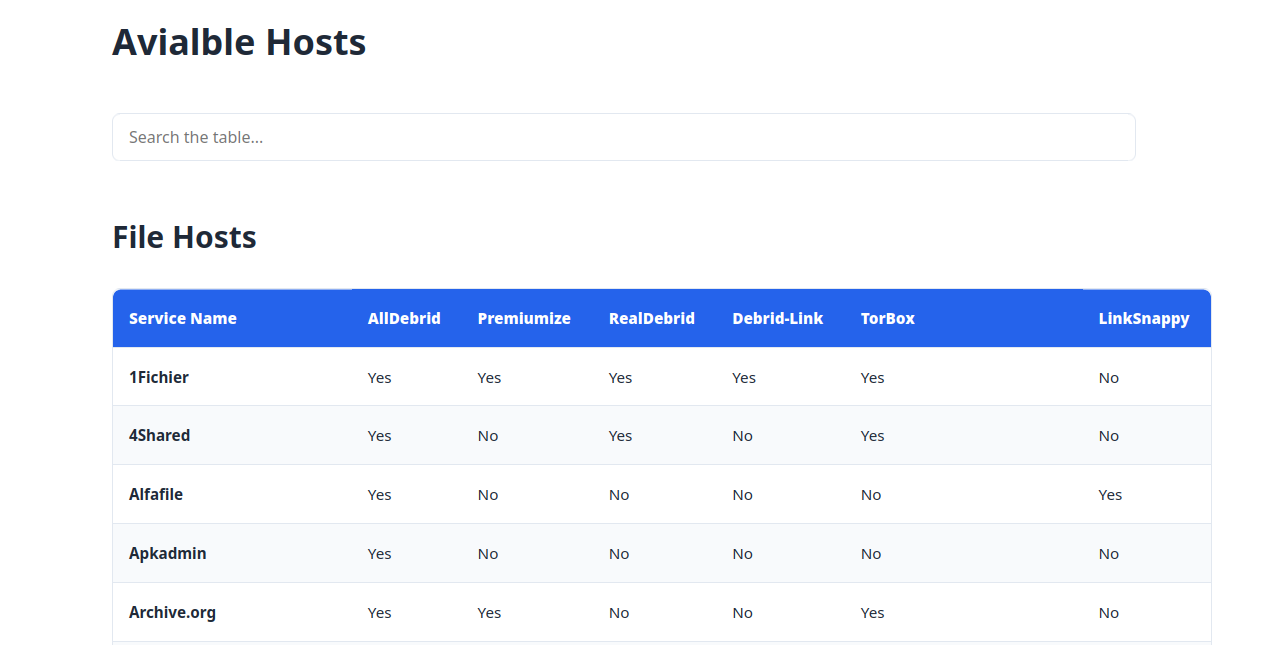 Avialble Hosts
Search the table...
File Hosts
Service Name AllDebrid Premiumize RealDebrid Debrid-Link TorBox LinkSnappy
1Fichier Yes Yes Yes Yes Yes No
4Shared Yes No Yes No Yes No
Alfafile Yes No No No No Yes
Apkadmin Yes No No No No No
Archive.org Yes Yes No No Yes No